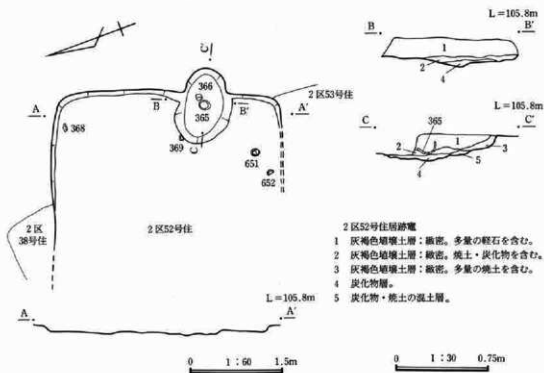 C'
366
365
2区53号住
A
B
B'
A'
368
369
C
651
652
2区
38号住
2区52号住
L=105.8m
A
A'
0 1:60 1.5m
L=105.8m
B
B'
1
2
4
L=105.8m
C
C'
365
2
1
1
3
4
5
2区52号住居跡竈
1 灰褐色埴壌土層:緻密。多量の軽石を含む。
2 灰褐色埴壌土層:緻密。焼土・炭化物を含む。
3 灰褐色埴壌土層:緻密。多量の焼土を含む。
4 炭化物層。
5 炭化物・焼土の混土層。
0 1:30 0.75m